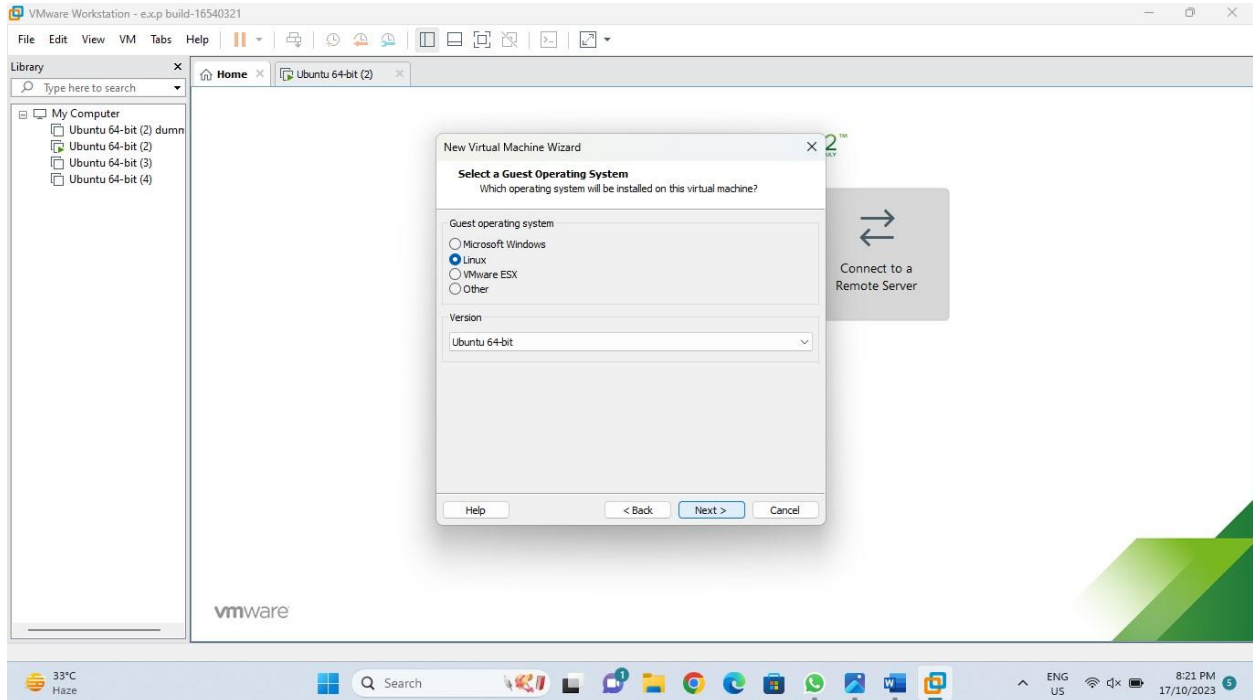 VMware Workstation - e.x.p build-16540321
File Edit View VM Tabs Help
Library
Home
Ubuntu 64-bit (2)
Type here to search
My Computer
Ubuntu 64-bit (2) dumm
Ubuntu 64-bit (2)
Ubuntu 64-bit (3)
Ubuntu 64-bit (4)
2™
New Virtual Machine Wizard
Select a Guest Operating System
Which operating system will be installed on this virtual machine?
Guest operating system
Microsoft Windows
Linux
VMware ESX
Other
Version
Ubuntu 64-bit
Help
< Back
Next >
Cancel
Connect to a
Remote Server
vmware
33°C
Haze
Search
1
ENG
US
8:21 PM
17/10/2023
5